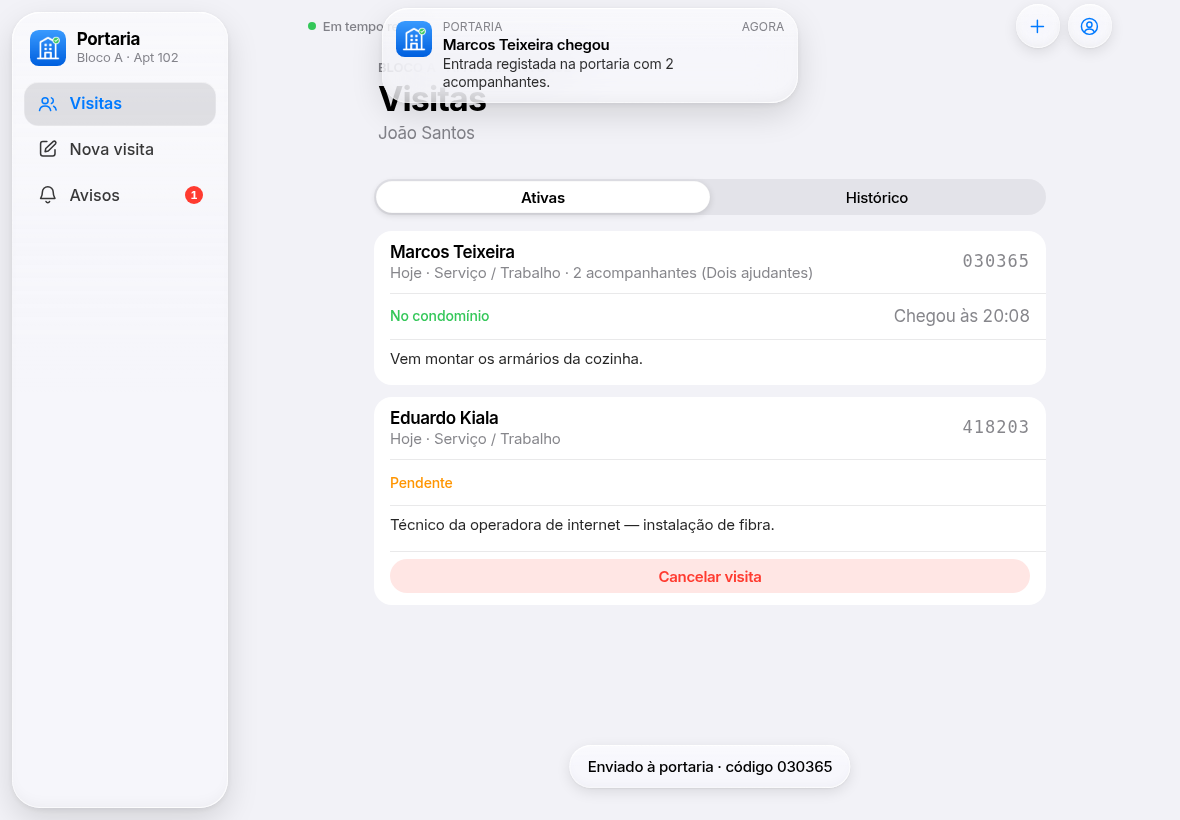 Portaria
Bloco A · Apt 102
Visitas
Nova visita
Avisos
1
Em tempo
PORTARIA
AGORA
Marcos Teixeira chegou
Entrada registada na portaria com 2
acompanhantes.
Visitas
João Santos
Ativas
Histórico
Marcos Teixeira
Hoje · Serviço / Trabalho · 2 acompanhantes (Dois ajudantes)
030365
No condomínio
Chegou às 20:08
Vem montar os armários da cozinha.
Eduardo Kiala
Hoje · Serviço / Trabalho
418203
Pendente
Técnico da operadora de internet — instalação de fibra.
Cancelar visita
Enviado à portaria · código 030365